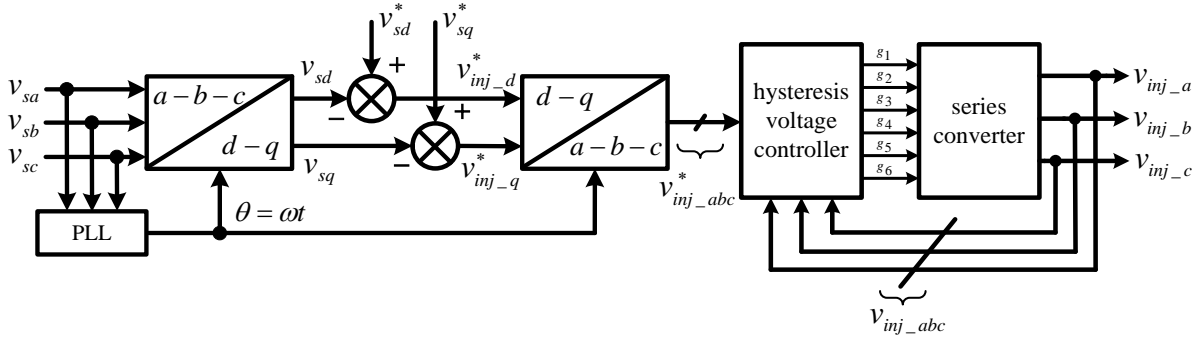 v*sd
v*sq
vsa
vsb
vsc
a−b−c
d−q
PLL
θ=ωt
vsd
vsq
+
−
+
−
v*inj_d
v*inj_q
d−q
a−b−c
v*inj_abc
hysteresis
voltage
controller
g1
g2
g3
g4
g5
g6
series
converter
vinj_a
vinj_b
vinj_c
vinj_abc